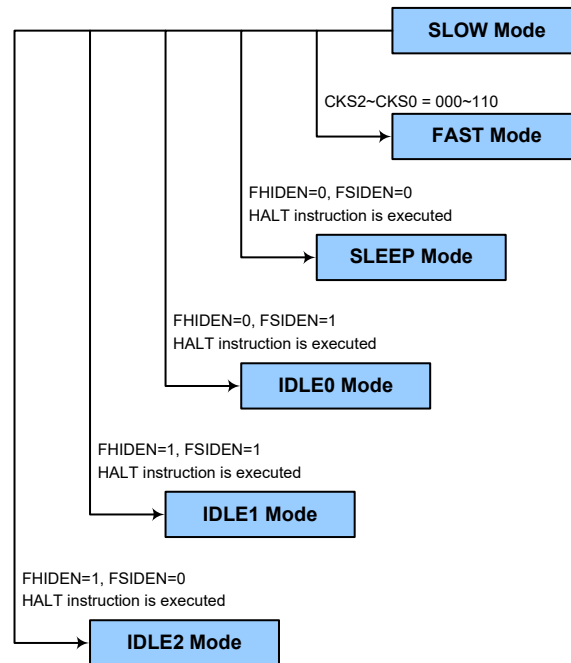 SLOW Mode
CKS2~CKS0 = 000~110
FAST Mode
FHIDEN=0, FSIDEN=0
HALT instruction is executed
SLEEP Mode
FHIDEN=0, FSIDEN=1
HALT instruction is executed
IDLE0 Mode
FHIDEN=1, FSIDEN=1
HALT instruction is executed
IDLE1 Mode
FHIDEN=1, FSIDEN=0
HALT instruction is executed
IDLE2 Mode